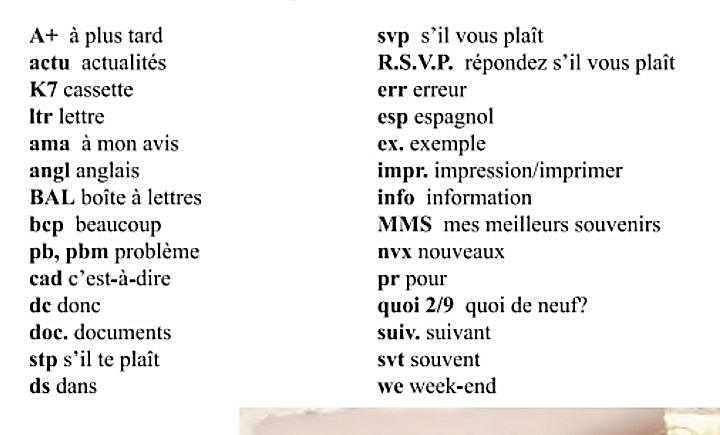 A+ à plus tard
actu actualités
K7 cassette
ltr lettre
ama à mon avis
angl anglais
BAL boîte à lettres
bcp beaucoup
pb, pbm problème
cad c'est-à-dire
dc donc
doc. documents
stp s'il te plaît
ds dans
svp s'il vous plaît
R.S.V.P. répondez s'il vous plaît
err erreur
esp espagnol
ex. exemple
impr. impression/imprimer
info information
MMS mes meilleurs souvenirs
nvx nouveaux
pr pour
quoi 2/9 quoi de neuf?
suiv. suivant
svt souvent
we week-end